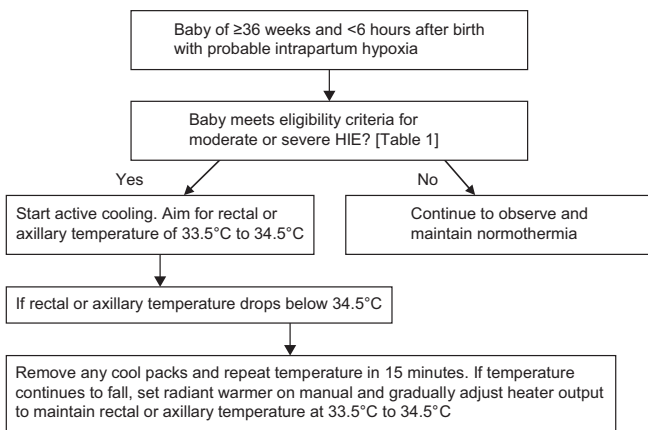 Baby of ≥36 weeks and <6 hours after birth
with probable intrapartum hypoxia
Baby meets eligibility criteria for
moderate or severe HIE? [Table 1]
Yes
No
Start active cooling. Aim for rectal or
axillary temperature of 33.5°C to 34.5°C
Continue to observe and
maintain normothermia
If rectal or axillary temperature drops below 34.5°C
Remove any cool packs and repeat temperature in 15 minutes. If temperature
continues to fall, set radiant warmer on manual and gradually adjust heater output
to maintain rectal or axillary temperature at 33.5°C to 34.5°C